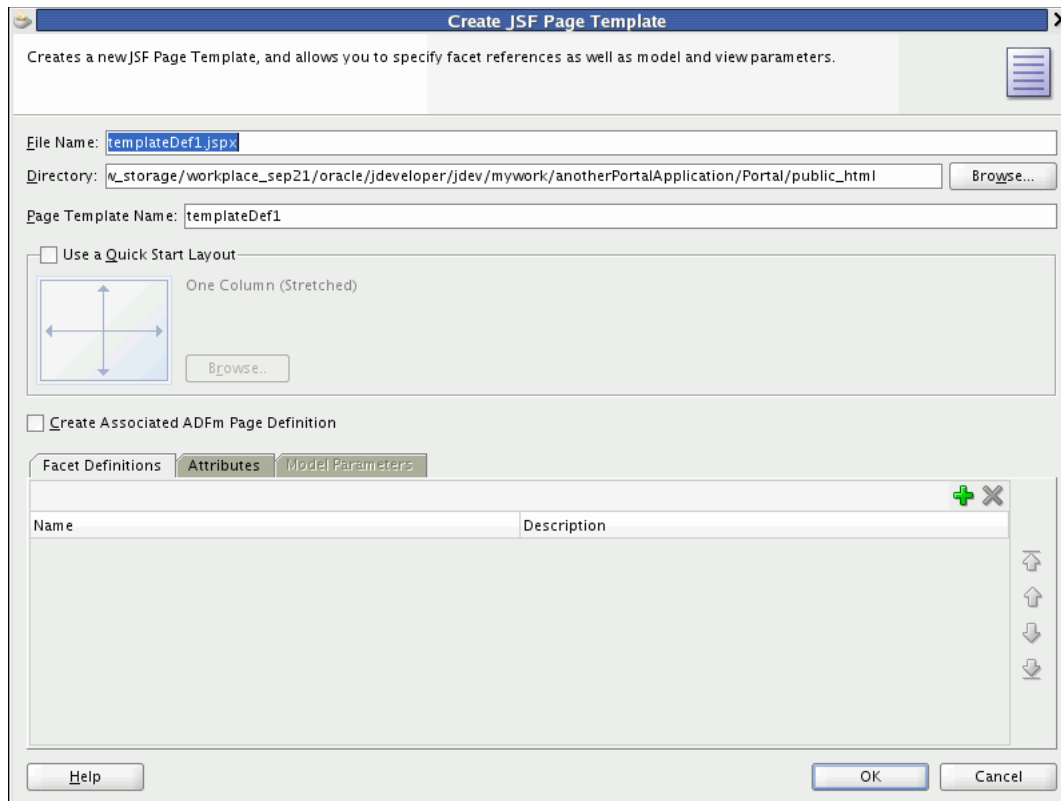 Create JSF Page Template
Creates a new JSF Page Template, and allows you to specify facet references as well as model and view parameters.
File Name: templateDef1.jspx
Directory: w_storage/workplace_sep21/oracle/jdeveloper/jdev/mywork/anotherPortalApplication/Portal/public_html Browse...
Page Template Name: templateDef1
Use a Quick Start Layout
One Column (Stretched)
Browse..
Create Associated ADFm Page Definition
Facet Definitions Attributes Model Parameters
Name Description
Help OK Cancel